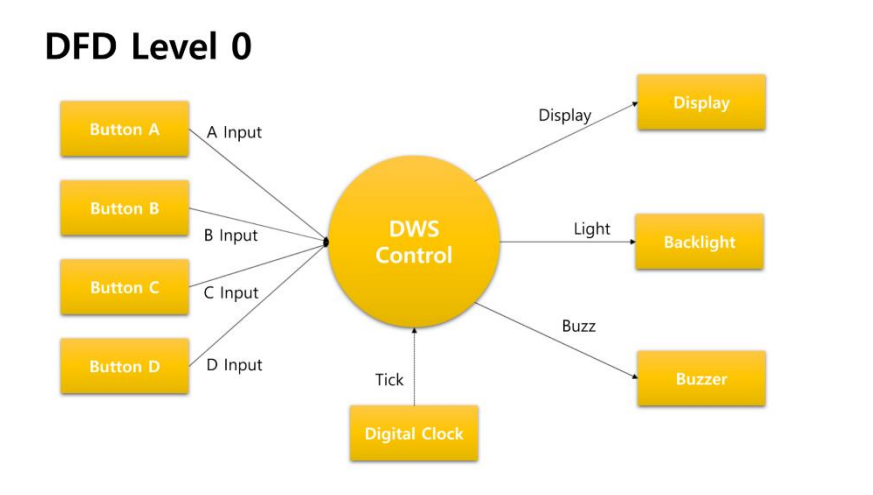 DFD Level 0
Button A
Button B
Button C
Button D
A Input
B Input
C Input
D Input
DWS
Control
Tick
Digital Clock
Display
Light
Buzz
Display
Backlight
Buzzer